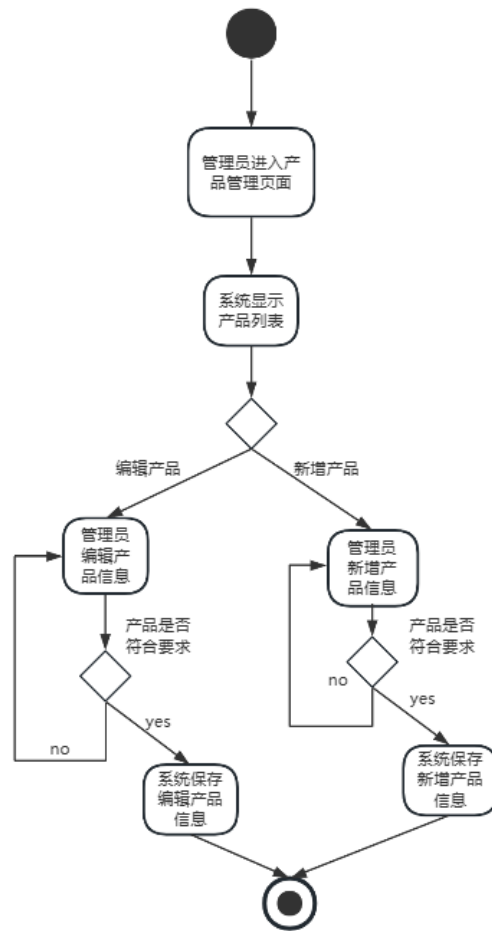 管理员进入产
品管理页面
系统显示
产品列表
编辑产品
新增产品
管理员
编辑产
品信息
管理员
新增产
品信息
产品是否
符合要求
产品是否
符合要求
no
yes
no
yes
系统保存
编辑产品
信息
系统保存
新增产品
信息